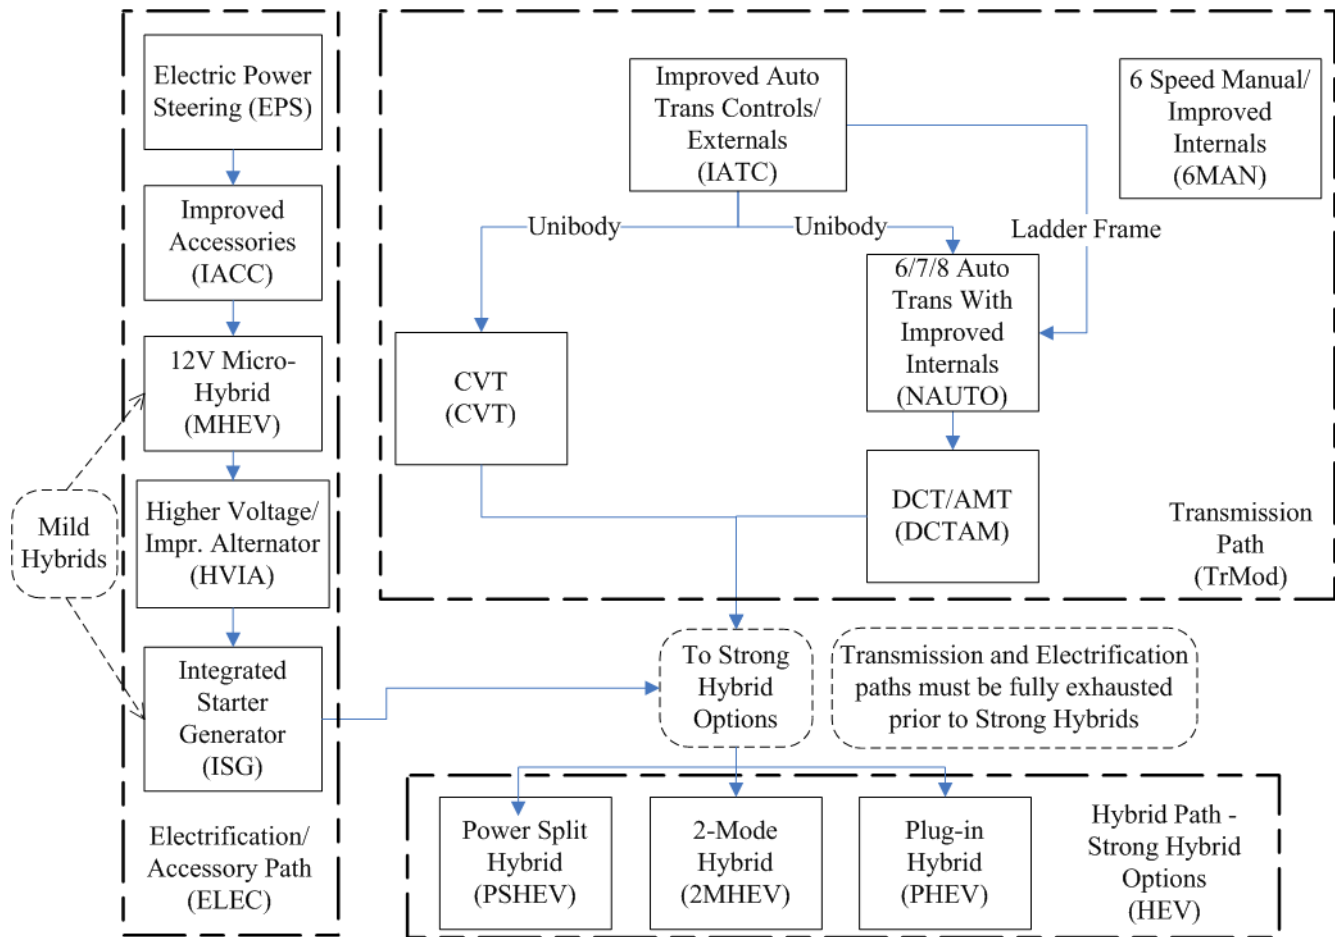 Electric Power
Steering (EPS)
Improved
Accessories
(IACC)
12V Micro-
Hybrid
(MHEV)
Higher Voltage/
Impr. Alternator
(HVIA)
Integrated
Starter
Generator
(ISG)
Electrification/
Accessory Path
(ELEC)
Mild
Hybrids
Improved Auto
Trans Controls/
Externals
(IATC)
6 Speed Manual/
Improved
Internals
(6MAN)
Unibody
Unibody
Ladder Frame
6/7/8 Auto
Trans With
Improved
Internals
(NAUTO)
CVT
(CVT)
DCT/AMT
(DCTAM)
Transmission
Path
(TrMod)
To Strong
Hybrid
Options
Transmission and Electrification
paths must be fully exhausted
prior to Strong Hybrids
Power Split
Hybrid
(PSHEV)
2-Mode
Hybrid
(2MHEV)
Plug-in
Hybrid
(PHEV)
Hybrid Path -
Strong Hybrid
Options
(HEV)